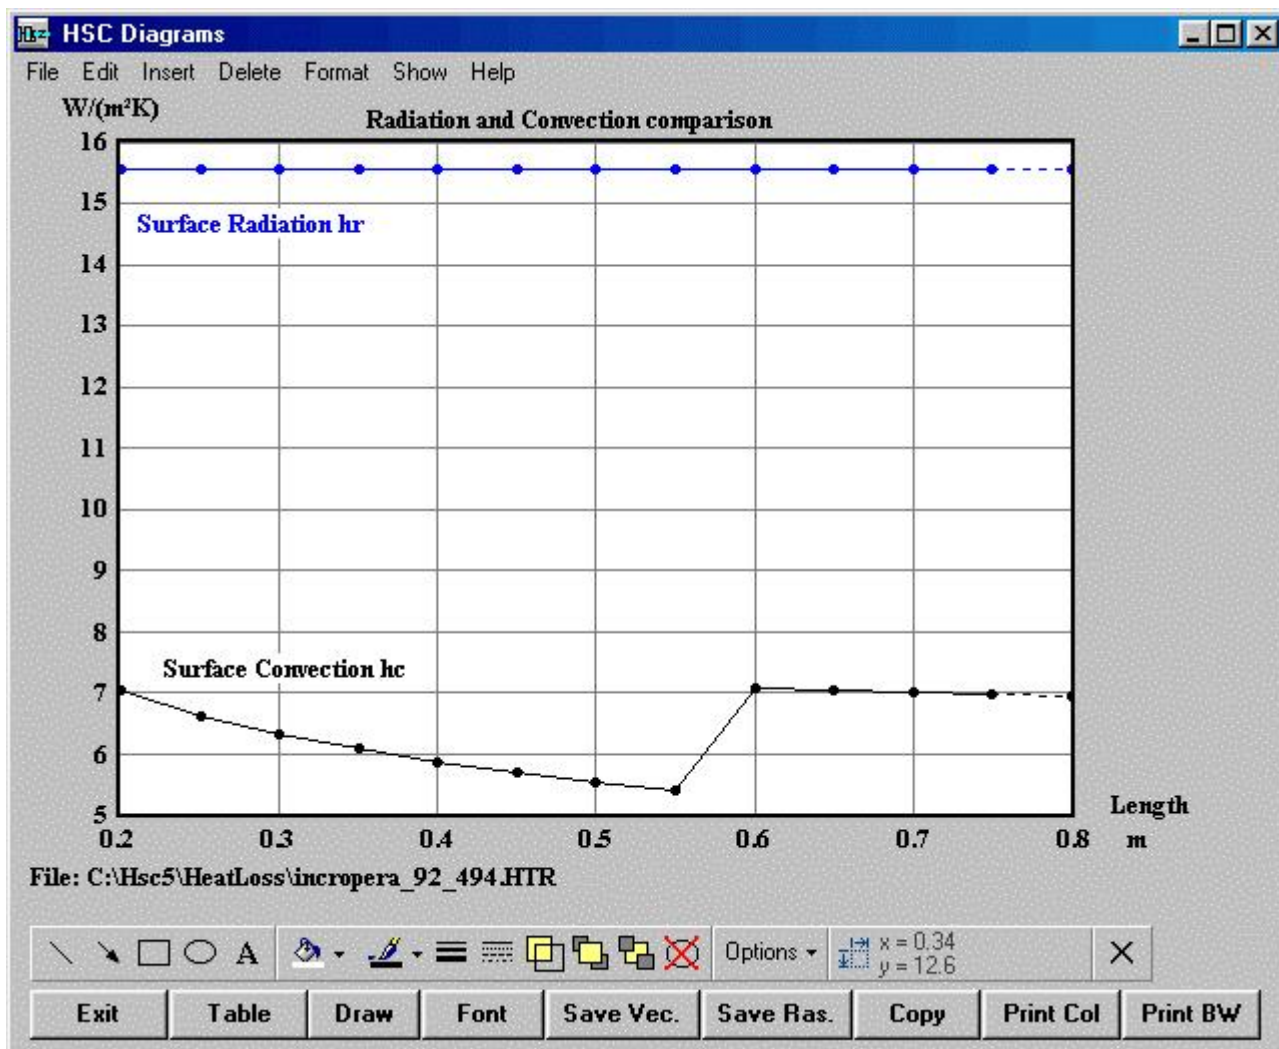 HSC Diagrams
File Edit Insert Delete Format Show Help
W/(m²K)
Radiation and Convection comparison
16
15
Surface Radiation hr
14
13
12
11
10
9
8
Surface Convection hc
7
6
5
0.2 0.3 0.4 0.5 0.6 0.7 0.8
Length
m
File: C:\Hsc5\HeatLoss\incropera_92_494.HTR
A Options x = 0.34
y = 12.6
Exit Table Draw Font Save Vec. Save Ras. Copy Print Col Print BW